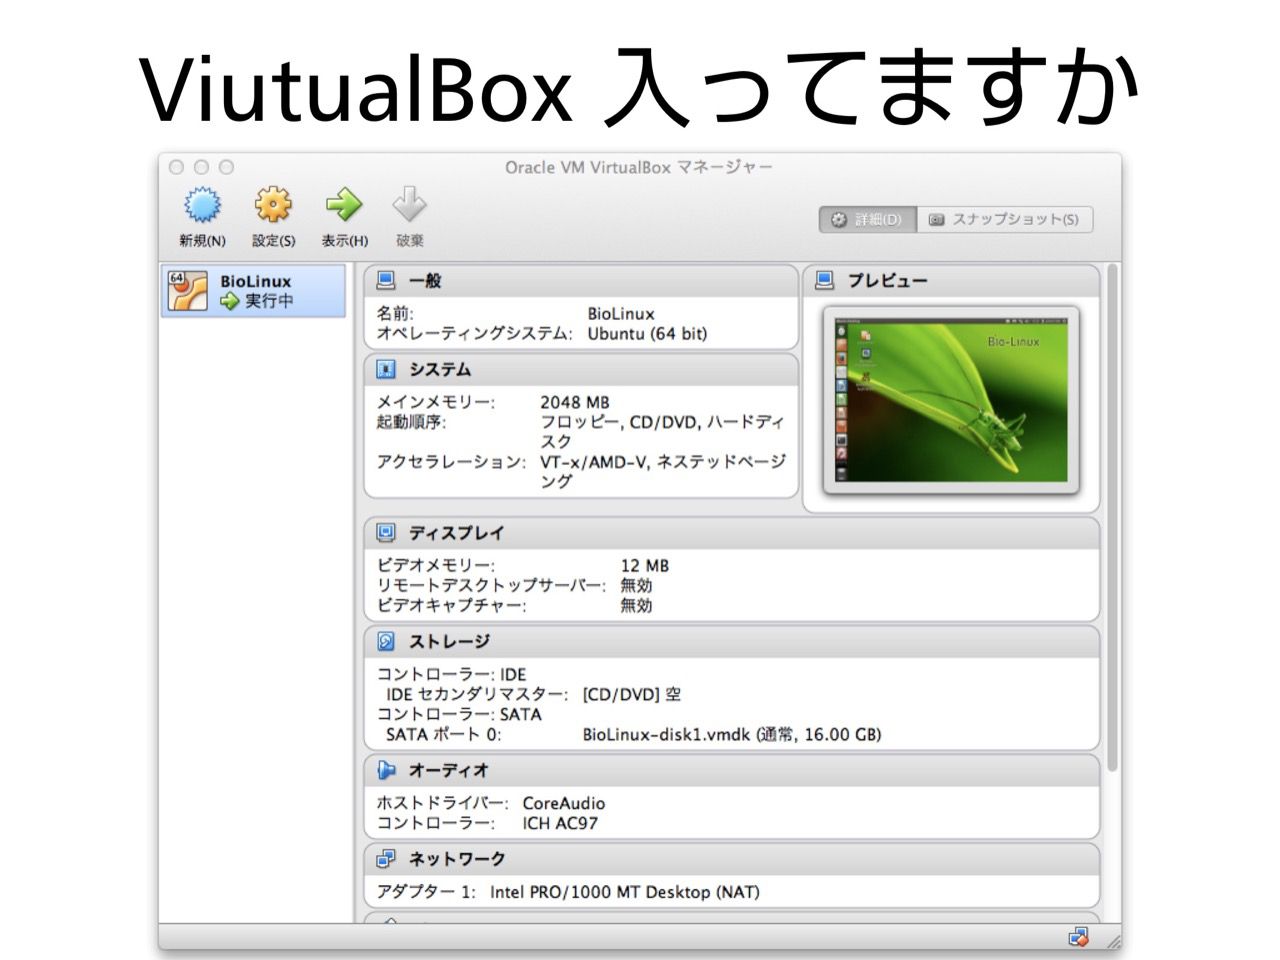 ViutualBox 入ってますか
Oracle VM VirtualBox マネージャー
新規(N) 設定(S) 表示(H) 破棄
詳細(D) スナップショット(S)
64 BioLinux
実行中
一般
名前: BioLinux
オペレーティングシステム: Ubuntu (64 bit)
プレビュー
Bio-Linux
システム
メインメモリー: 2048 MB
起動順序: フロッピー, CD/DVD, ハードディ
スク
アクセラレーション: VT-x/AMD-V, ネステッドページ
ング
ディスプレイ
ビデオメモリー: 12 MB
リモートデスクトップサーバー: 無効
ビデオキャプチャー: 無効
ストレージ
コントローラー: IDE
IDE セカンダリマスター: [CD/DVD] 空
コントローラー: SATA
SATA ポート 0: BioLinux-disk1.vmdk (通常, 16.00 GB)
オーディオ
ホストドライバー: CoreAudio
コントローラー: ICH AC97
ネットワーク
アダプター 1: Intel PRO/1000 MT Desktop (NAT)